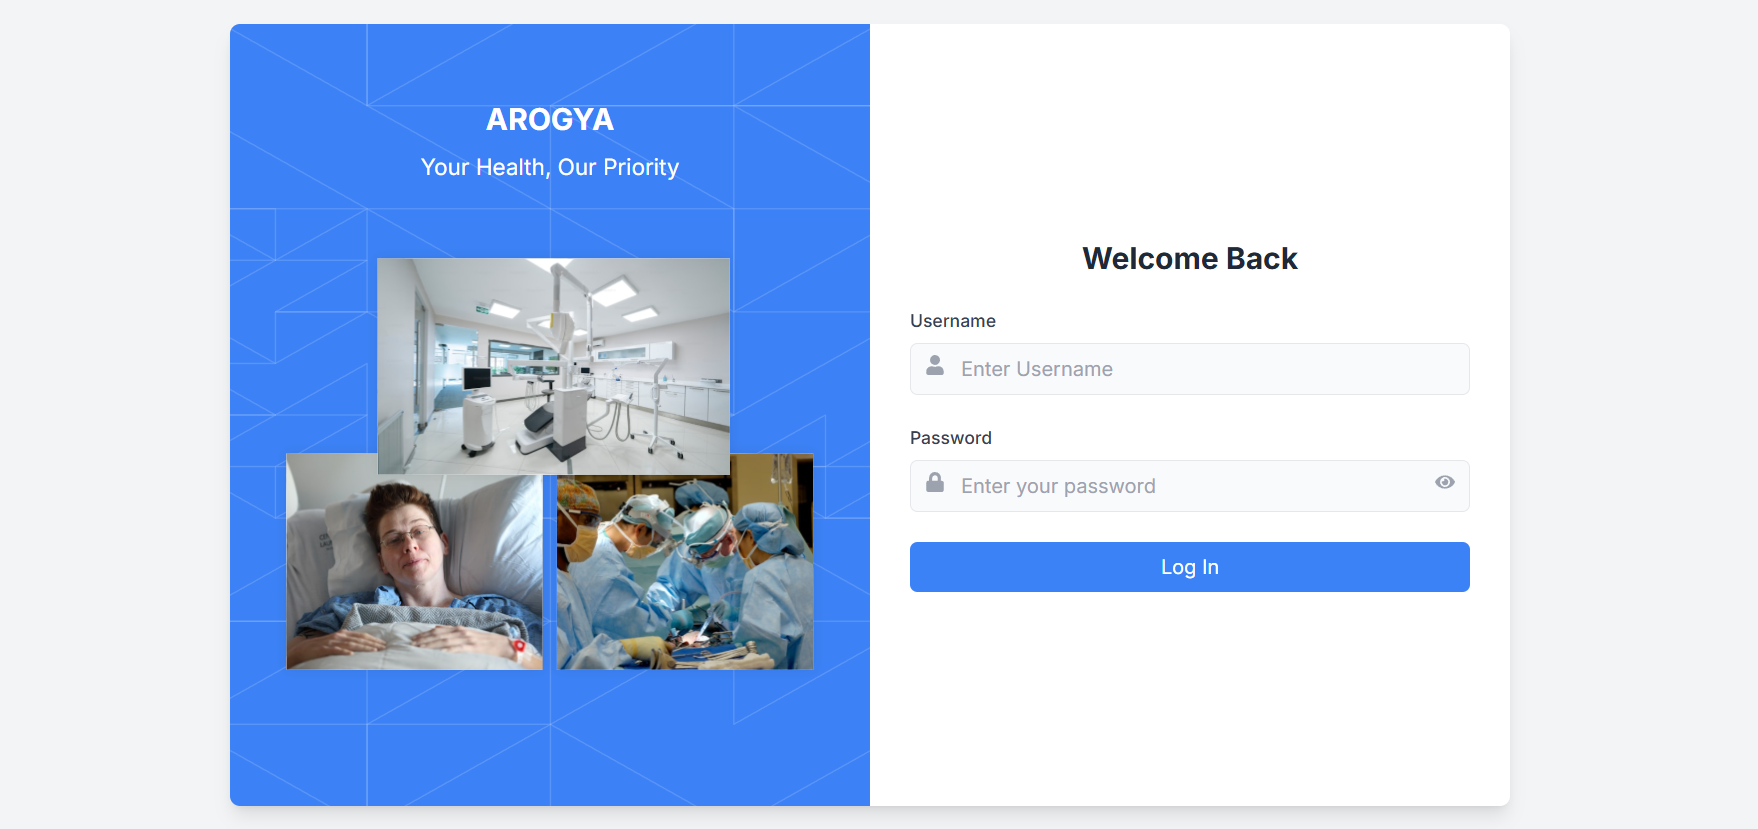 AROGYA
Your Health, Our Priority
Welcome Back
Username
Enter Username
Password
Enter your password
Log In